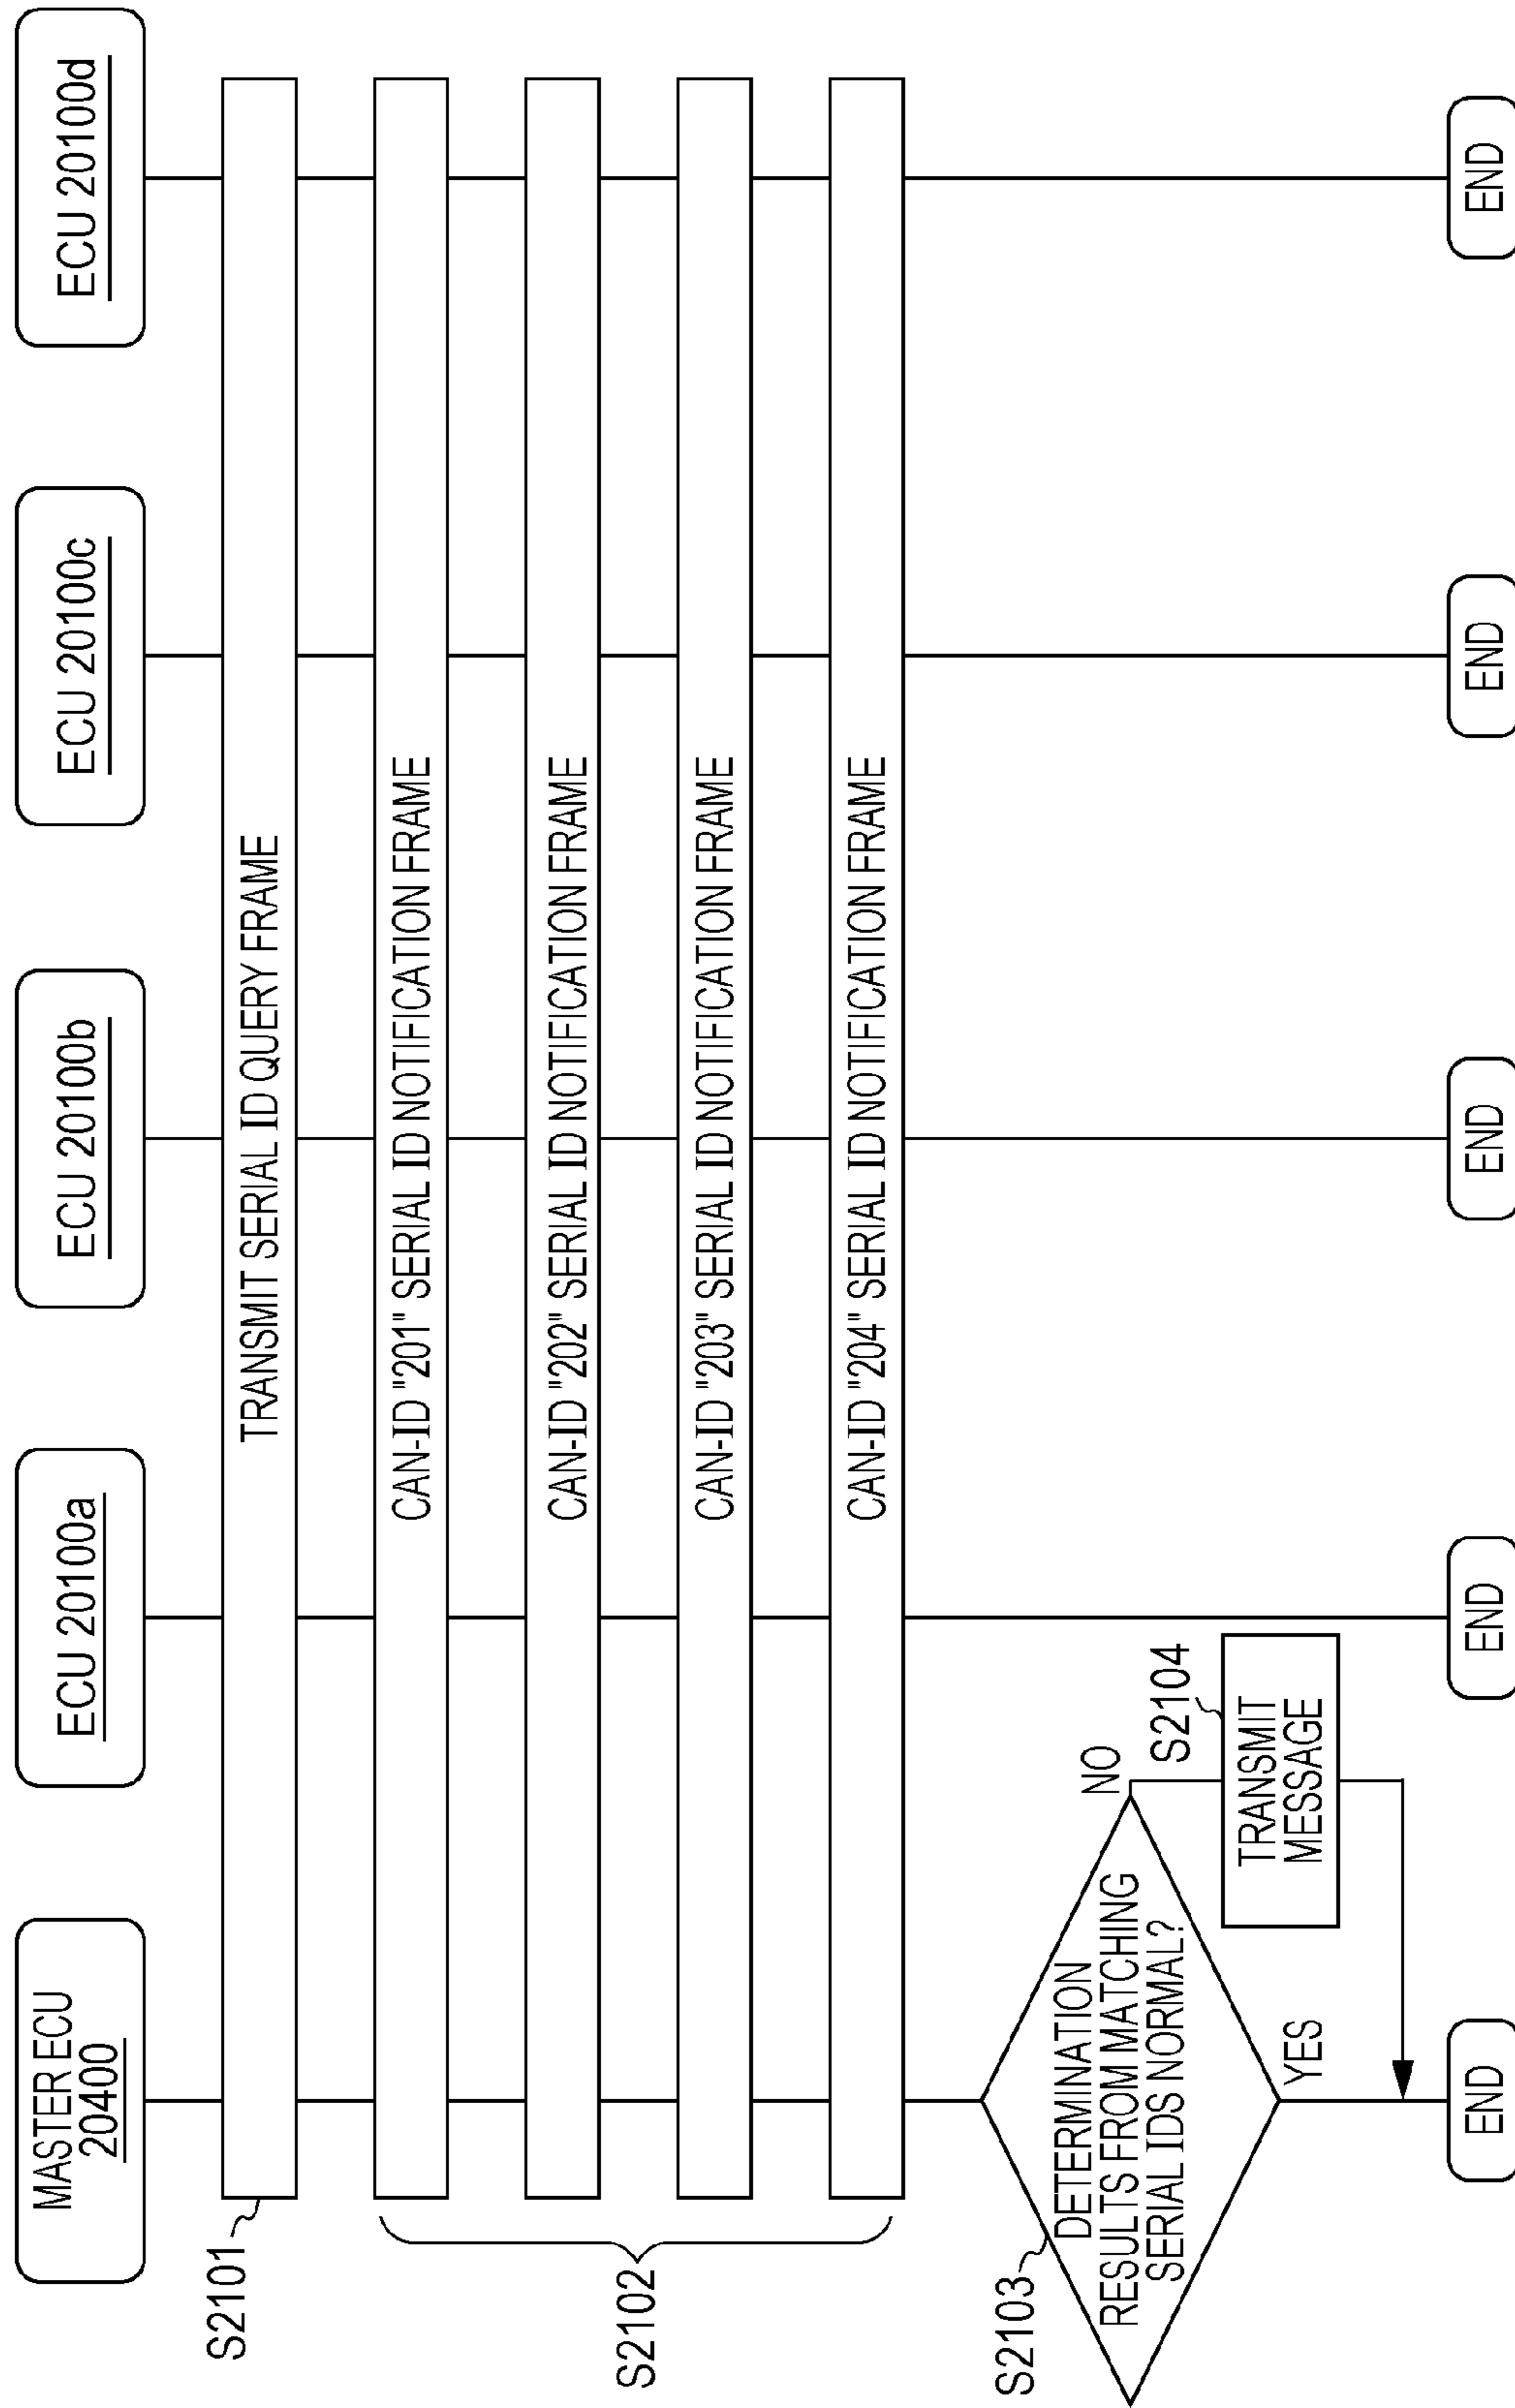 MASTER ECU
20400
ECU 20100a
ECU 20100b
ECU 20100c
ECU 20100d
S2101
TRANSMIT SERIAL ID QUERY FRAME
S2102
CAN-ID "201" SERIAL ID NOTIFICATION FRAME
CAN-ID "202" SERIAL ID NOTIFICATION FRAME
CAN-ID "203" SERIAL ID NOTIFICATION FRAME
CAN-ID "204" SERIAL ID NOTIFICATION FRAME
S2103
DETERMINATION
RESULTS FROM MATCHING
SERIAL IDS NORMAL?
NO
S2104
TRANSMIT
MESSAGE
YES
END
END
END
END
END